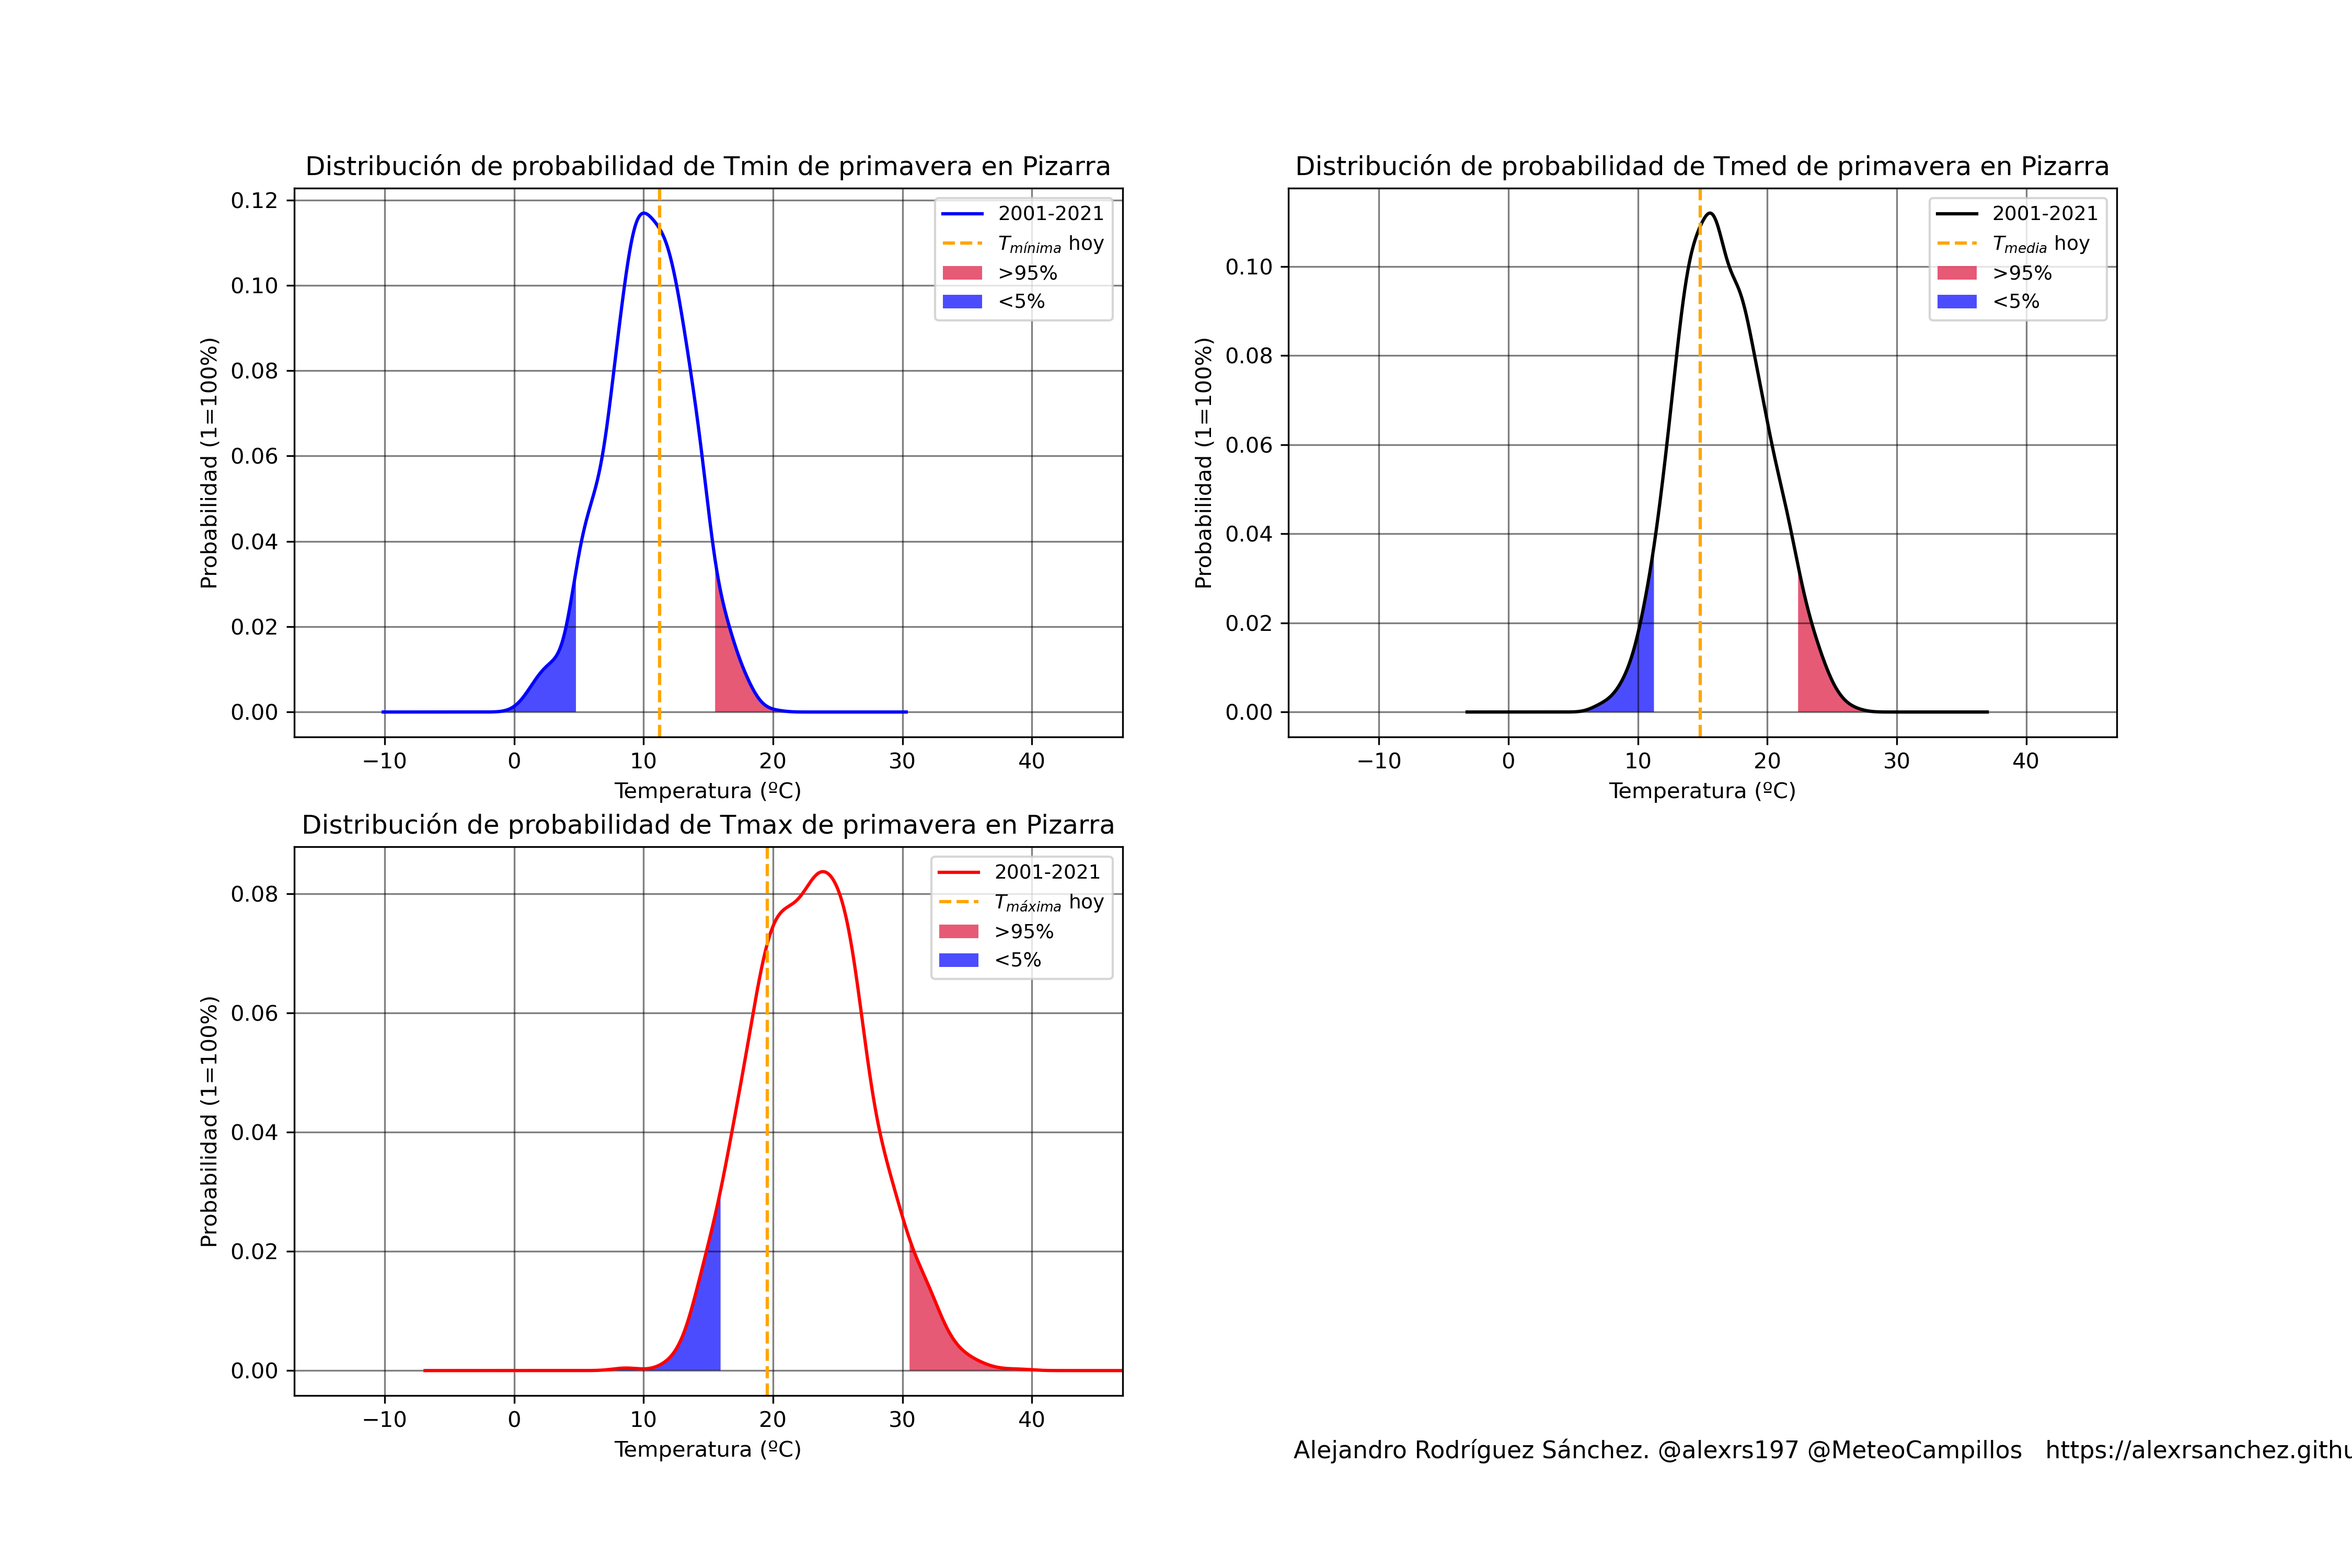 Distribución de probabilidad de Tmin de primavera en Pizarra
0.12
0.10
0.08
0.06
0.04
0.02
0.00
Probabilidad (1=100%)
−10 0 10 20 30 40
Temperatura (ºC)
2001-2021
Tmínima hoy
>95%
<5%
Distribución de probabilidad de Tmed de primavera en Pizarra
0.10
0.08
0.06
0.04
0.02
0.00
Probabilidad (1=100%)
−10 0 10 20 30 40
Temperatura (ºC)
2001-2021
Tmedia hoy
>95%
<5%
Distribución de probabilidad de Tmax de primavera en Pizarra
0.08
0.06
0.04
0.02
0.00
Probabilidad (1=100%)
−10 0 10 20 30 40
Temperatura (ºC)
2001-2021
Tmáxima hoy
>95%
<5%
Alejandro Rodríguez Sánchez. @alexrs197 @MeteoCampillos https://alexrsanchez.githu